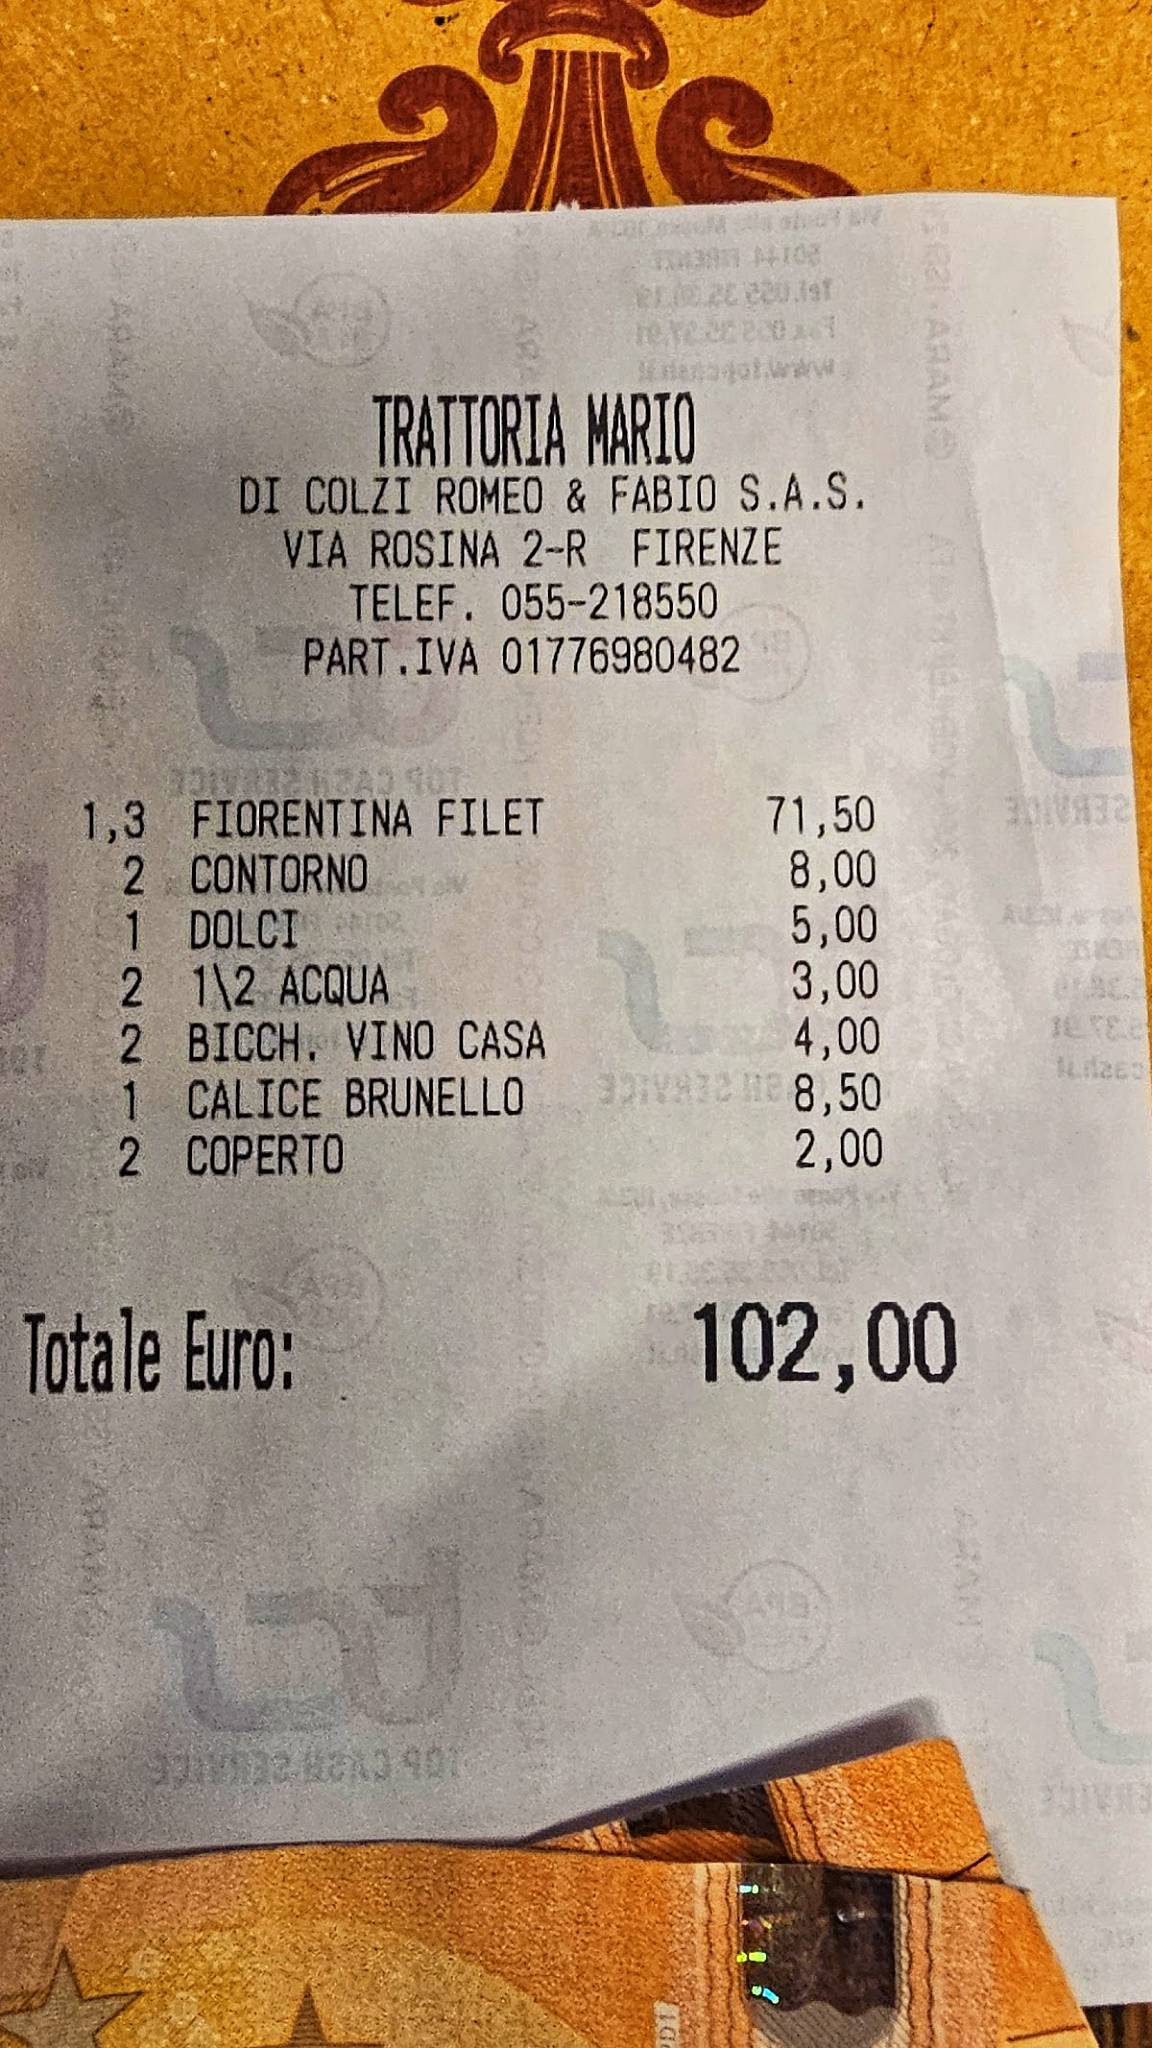 TRATTORIA MARIO
DI COLZI ROMEO & FABIO S.A.S.
VIA ROSINA 2-R FIRENZE
TELEF. 055-218550
PART.IVA 01776980482
1,3 FIORENTINA FILET 71,50
2 CONTORNO 8,00
1 DOLCI 5,00
2 1\2 ACQUA 3,00
2 BICCH. VINO CASA 4,00
1 CALICE BRUNELLO 8,50
2 COPERTO 2,00
Totale Euro: 102,00